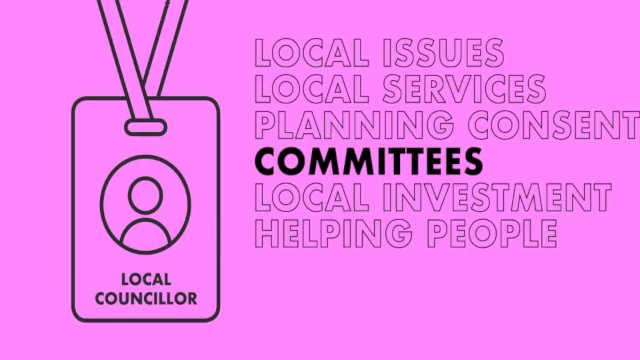 LOCAL ISSUES
LOCAL SERVICES
PLANNING CONSENT
COMMITTEES
LOCAL INVESTMENT
HELPING PEOPLE
LOCAL
COUNCILLOR